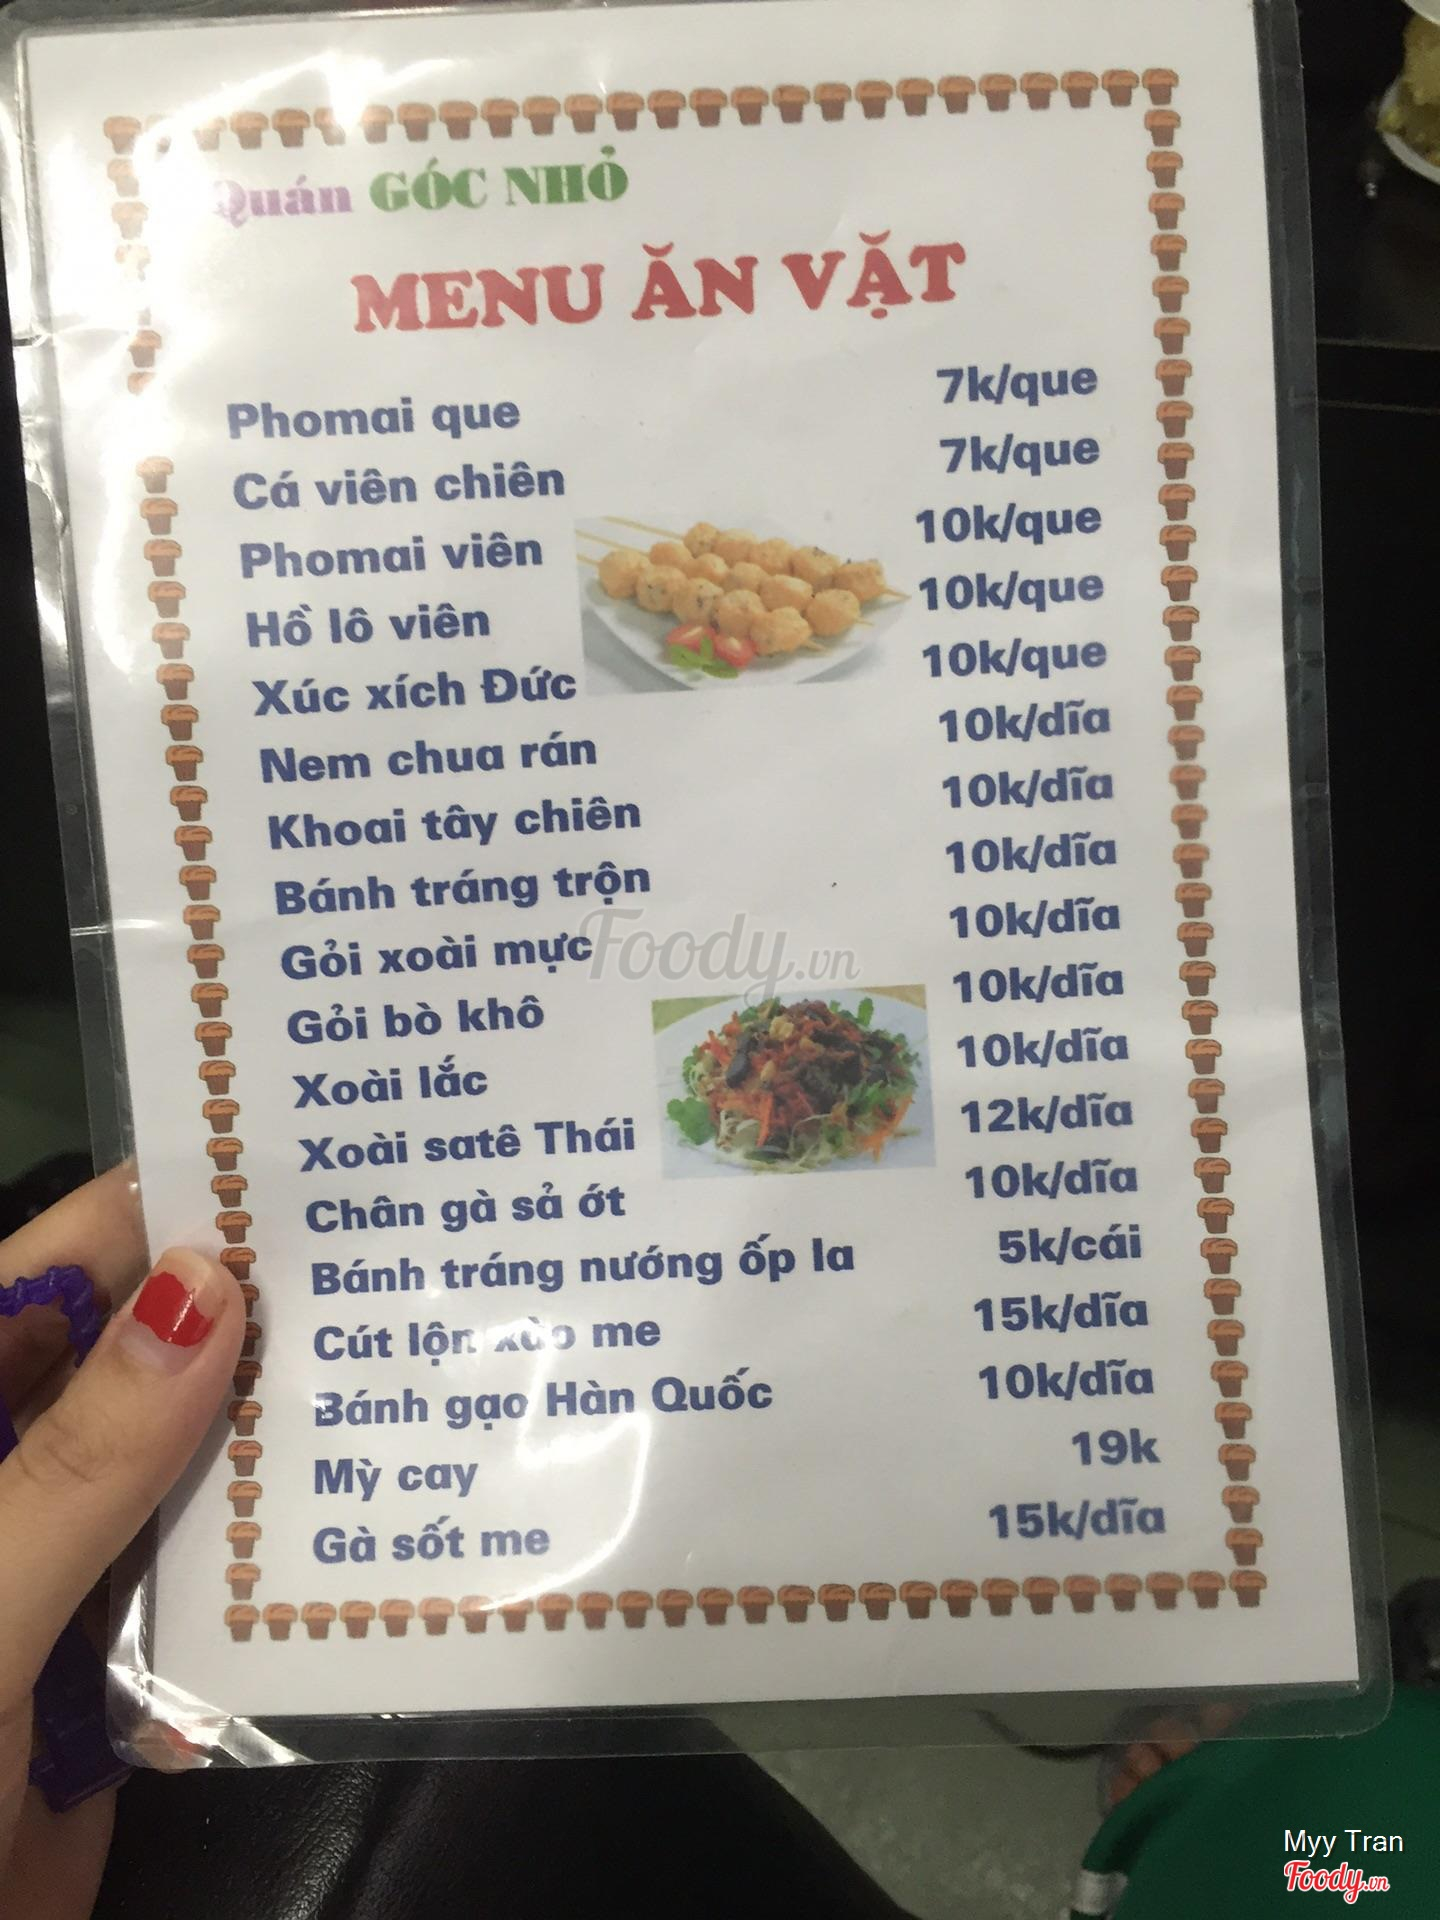 Quán GÓC NHỎ
MENU ĂN VẶT
Phomai que 7k/que
Cá viên chiên 7k/que
Phomai viên 10k/que
Hồ lô viên 10k/que
Xúc xích Đức 10k/que
Nem chua rán 10k/dĩa
Khoai tây chiên 10k/dĩa
Bánh tráng trộn 10k/dĩa
Gỏi xoài mực 10k/dĩa
Gỏi bò khô 10k/dĩa
Xoài lắc 10k/dĩa
Xoài satê Thái 12k/dĩa
Chân gà sả ớt 10k/dĩa
Bánh tráng nướng ốp la 5k/cái
Cút lộn xào me 15k/dĩa
Bánh gạo Hàn Quốc 10k/dĩa
Mỳ cay 19k
Gà sốt me 15k/dĩa
Foody.vn
Myy Tran
Foody.vn